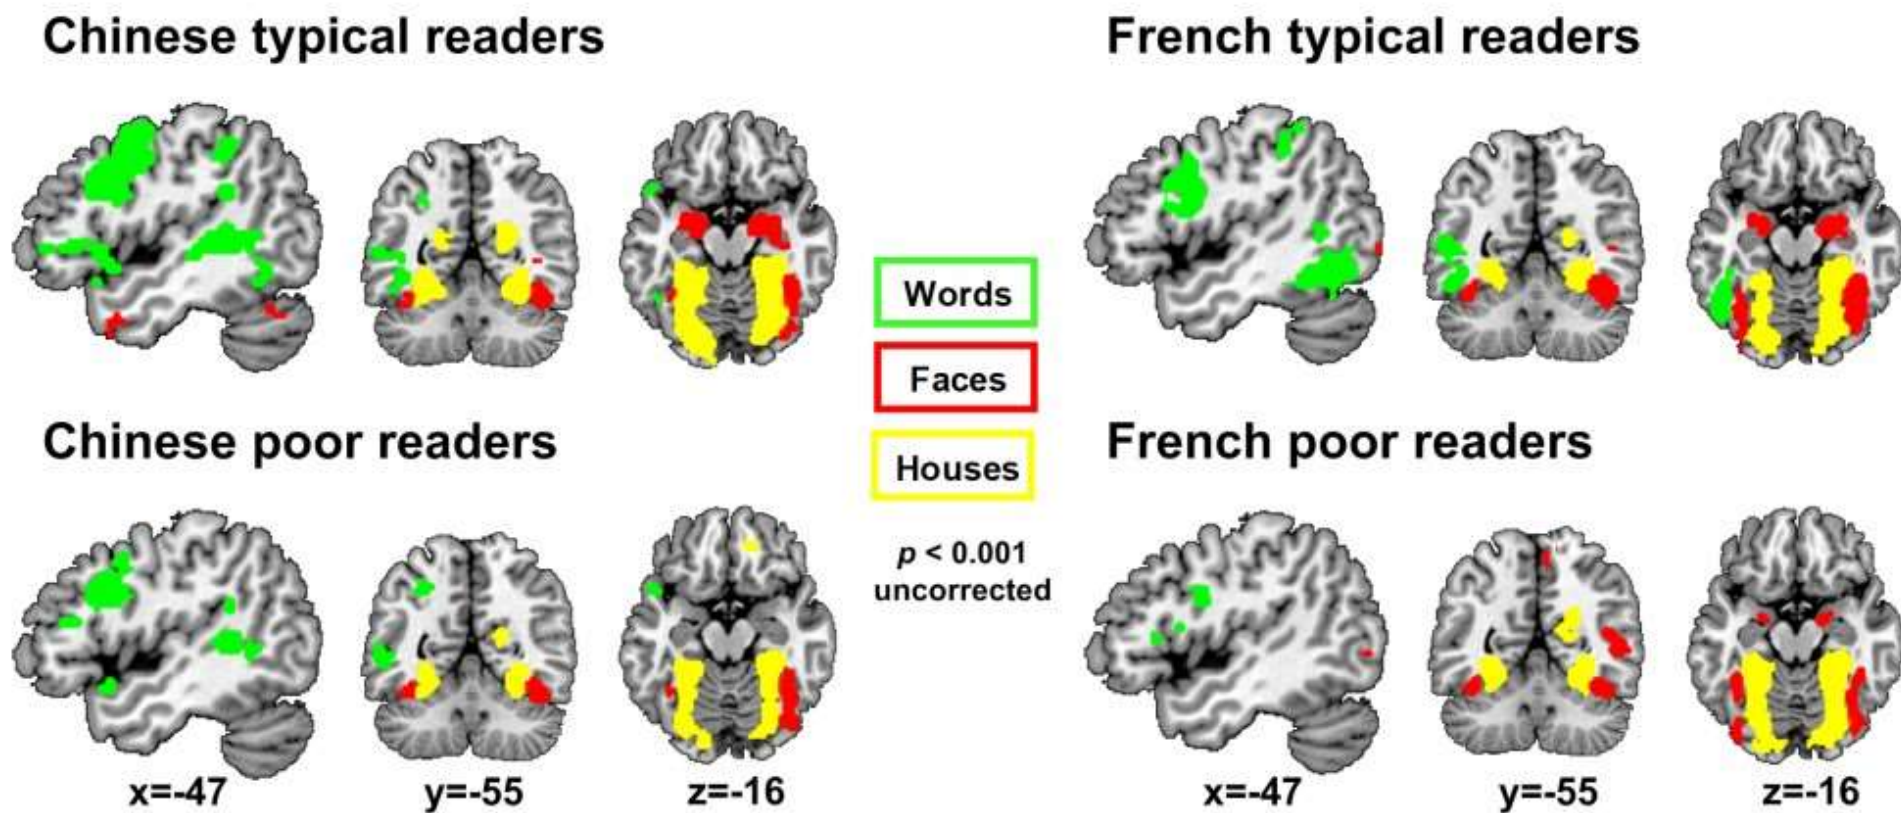 Chinese typical readers
French typical readers
Words
Faces
Houses
p < 0.001
uncorrected
Chinese poor readers
French poor readers
x=-47
y=-55
z=-16
x=-47
y=-55
z=-16